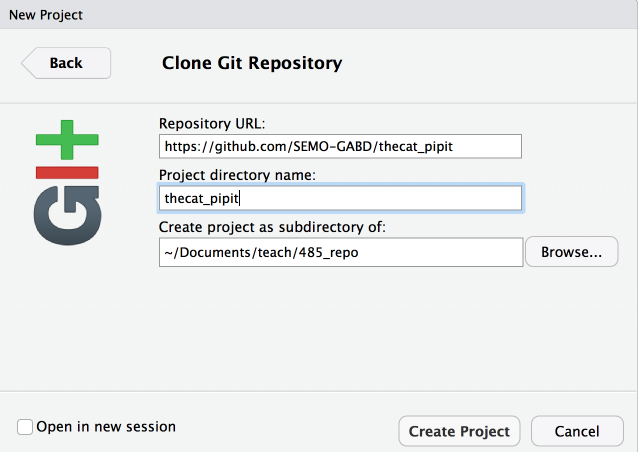 New Project
Back
Clone Git Repository
git
Repository URL:
https://github.com/SEMO-GABD/thecat_pipit
Project directory name:
thecat_pipit
Create project as subdirectory of:
~/Documents/teach/485_repo
Browse...
Open in new session
Create Project
Cancel